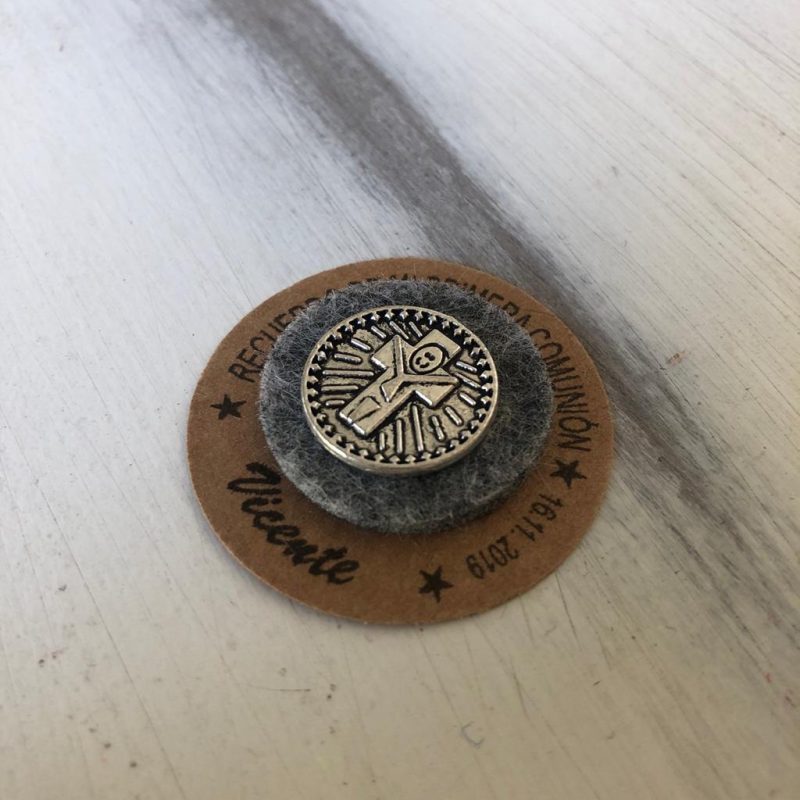 RECUERDO DE MI PRIMERA COMUNIÓN
16.11.2019
Vicente